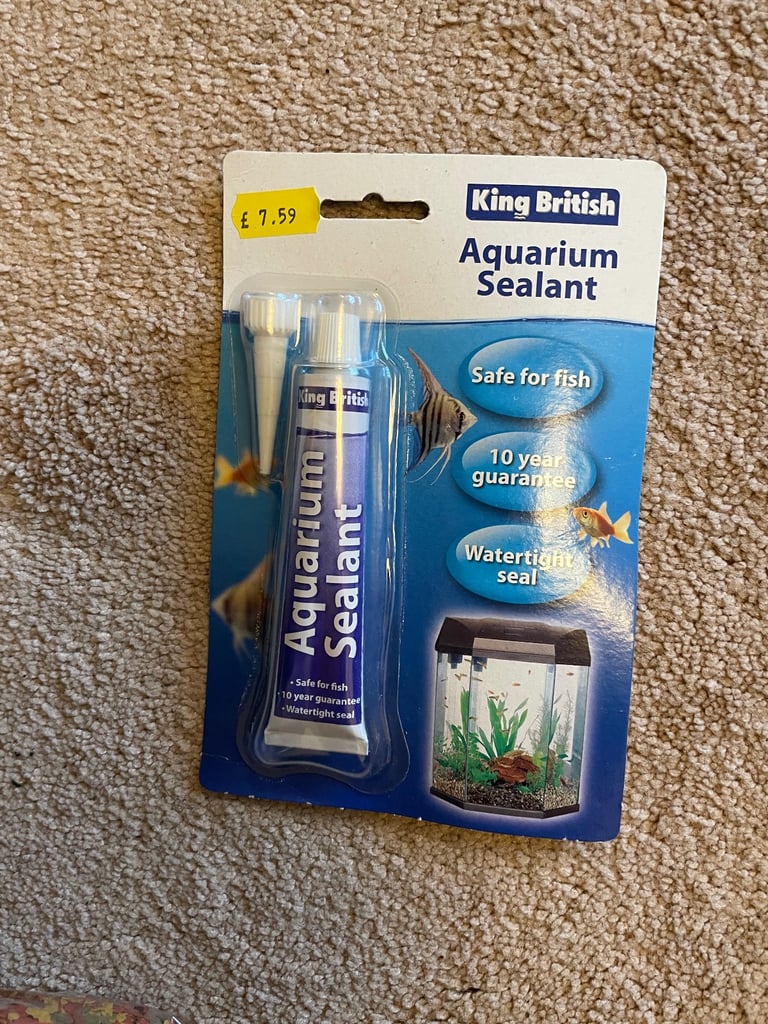 £ 7.59
King British
Aquarium
Sealant
Safe for fish
10 year
guarantee
Watertight
seal
King British
Aquarium
Sealant
• Safe for fish
• 10 year guarantee
• Watertight seal